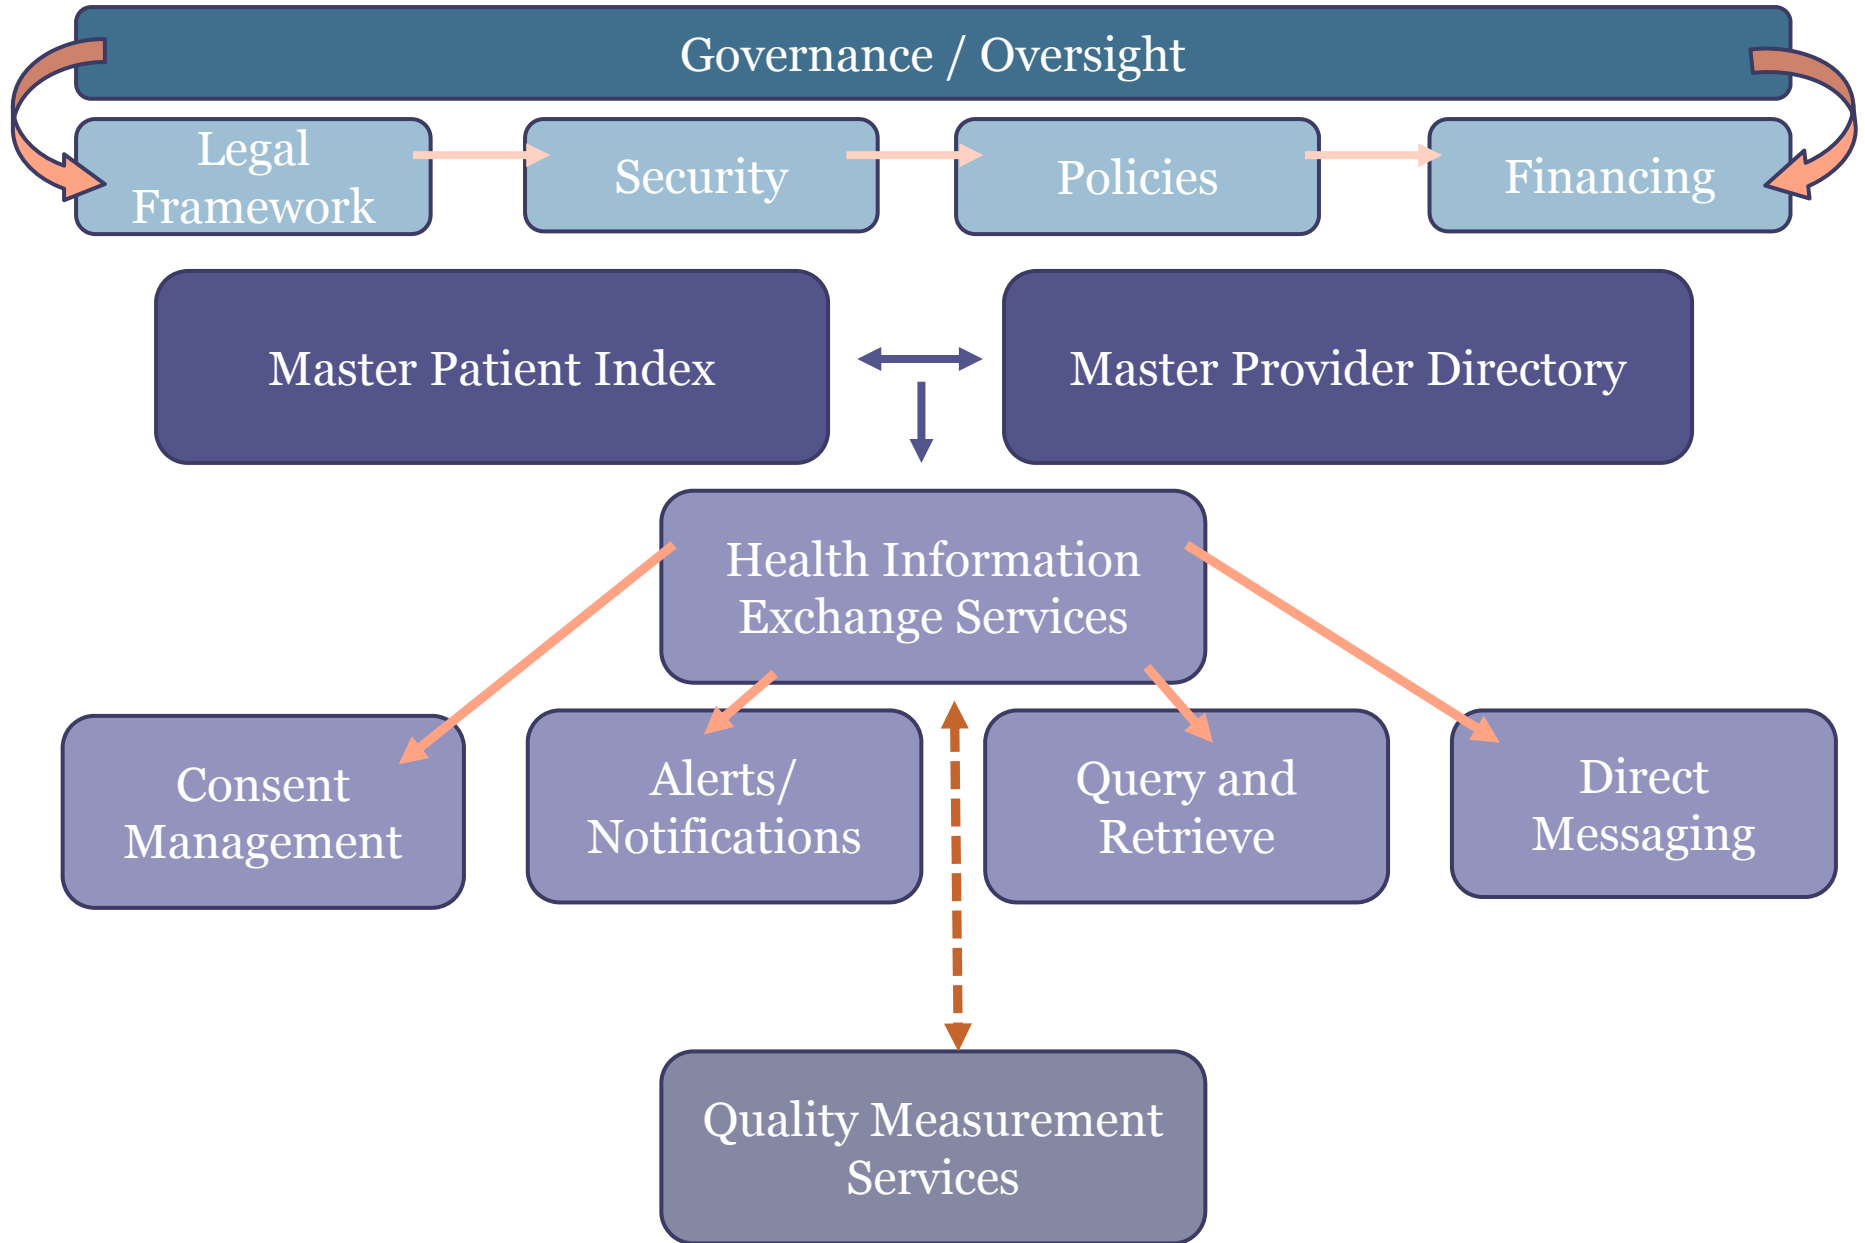 Governance / Oversight
Legal
Framework
Security
Policies
Financing
Master Patient Index
Master Provider Directory
Health Information
Exchange Services
Consent
Management
Alerts/
Notifications
Query and
Retrieve
Direct
Messaging
Quality Measurement
Services